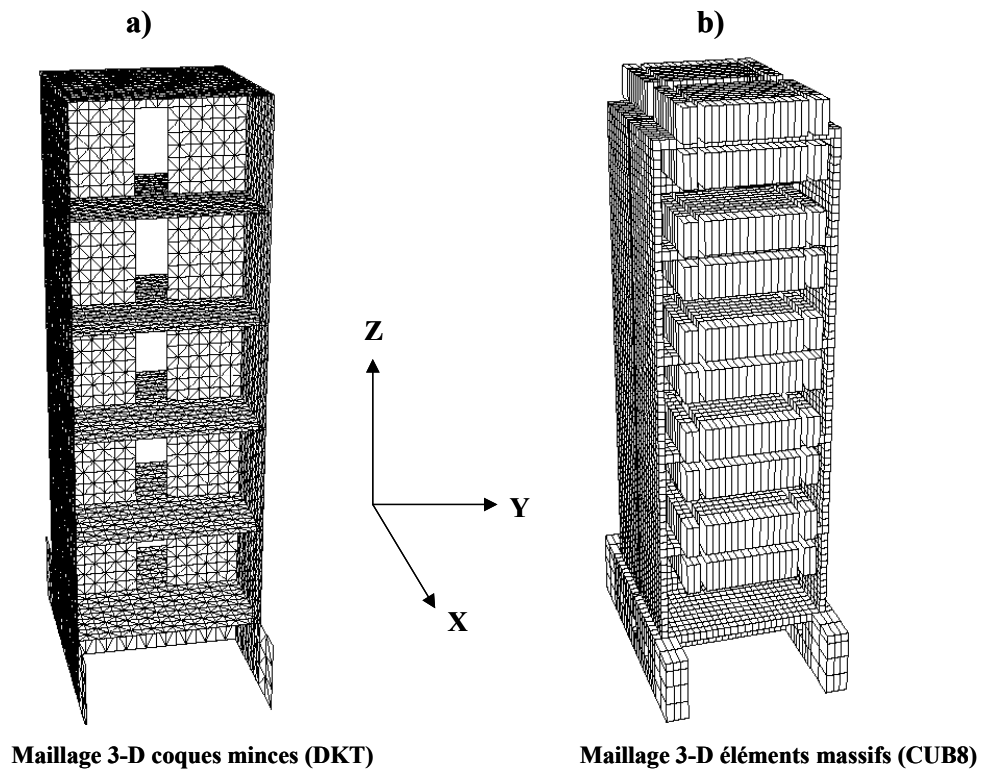 a)
b)
Z
Y
X
Maillage 3-D coques minces (DKT)
Maillage 3-D éléments massifs (CUB8)